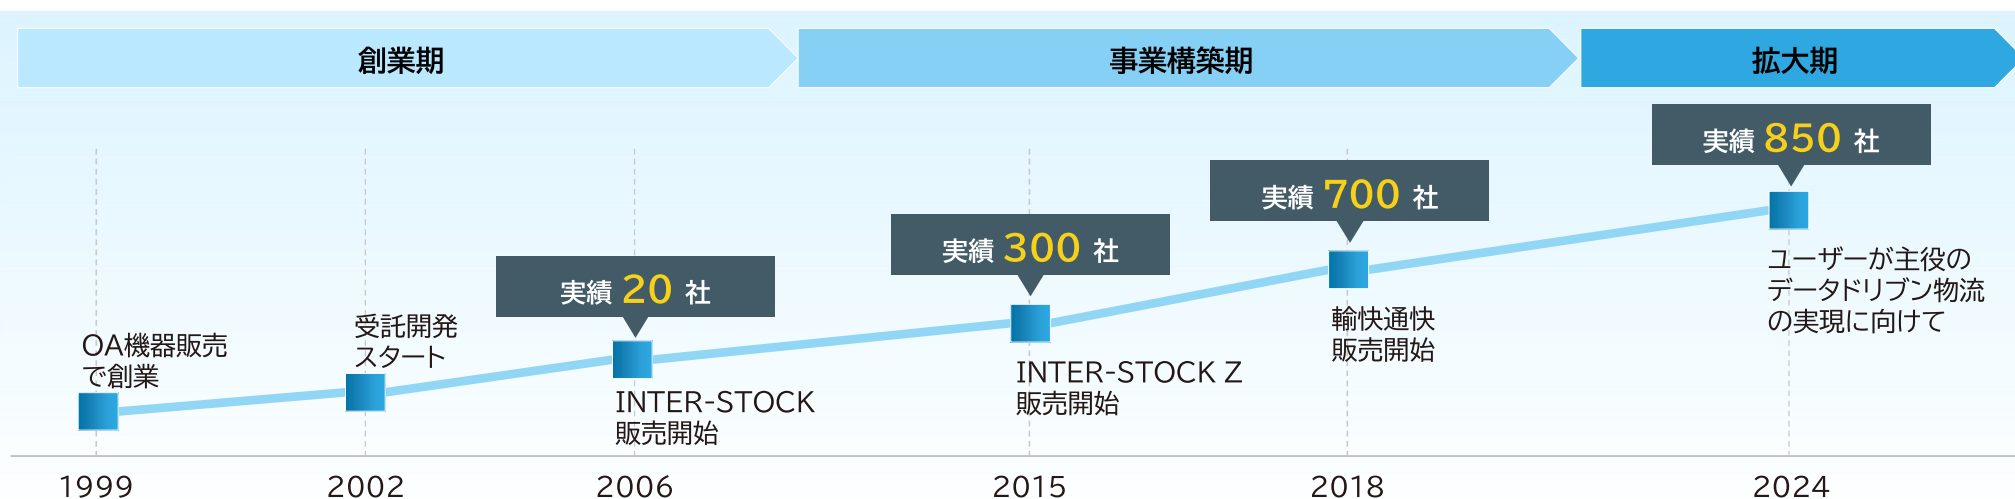 創業期
事業構築期
拡大期
実績 850 社
実績 700 社
実績 300 社
実績 20 社
OA機器販売
で創業
受託開発
スタート
INTER-STOCK
販売開始
INTER-STOCK Z
販売開始
輸快通快
販売開始
ユーザーが主役の
データドリブン物流
の実現に向けて
1999
2002
2006
2015
2018
2024